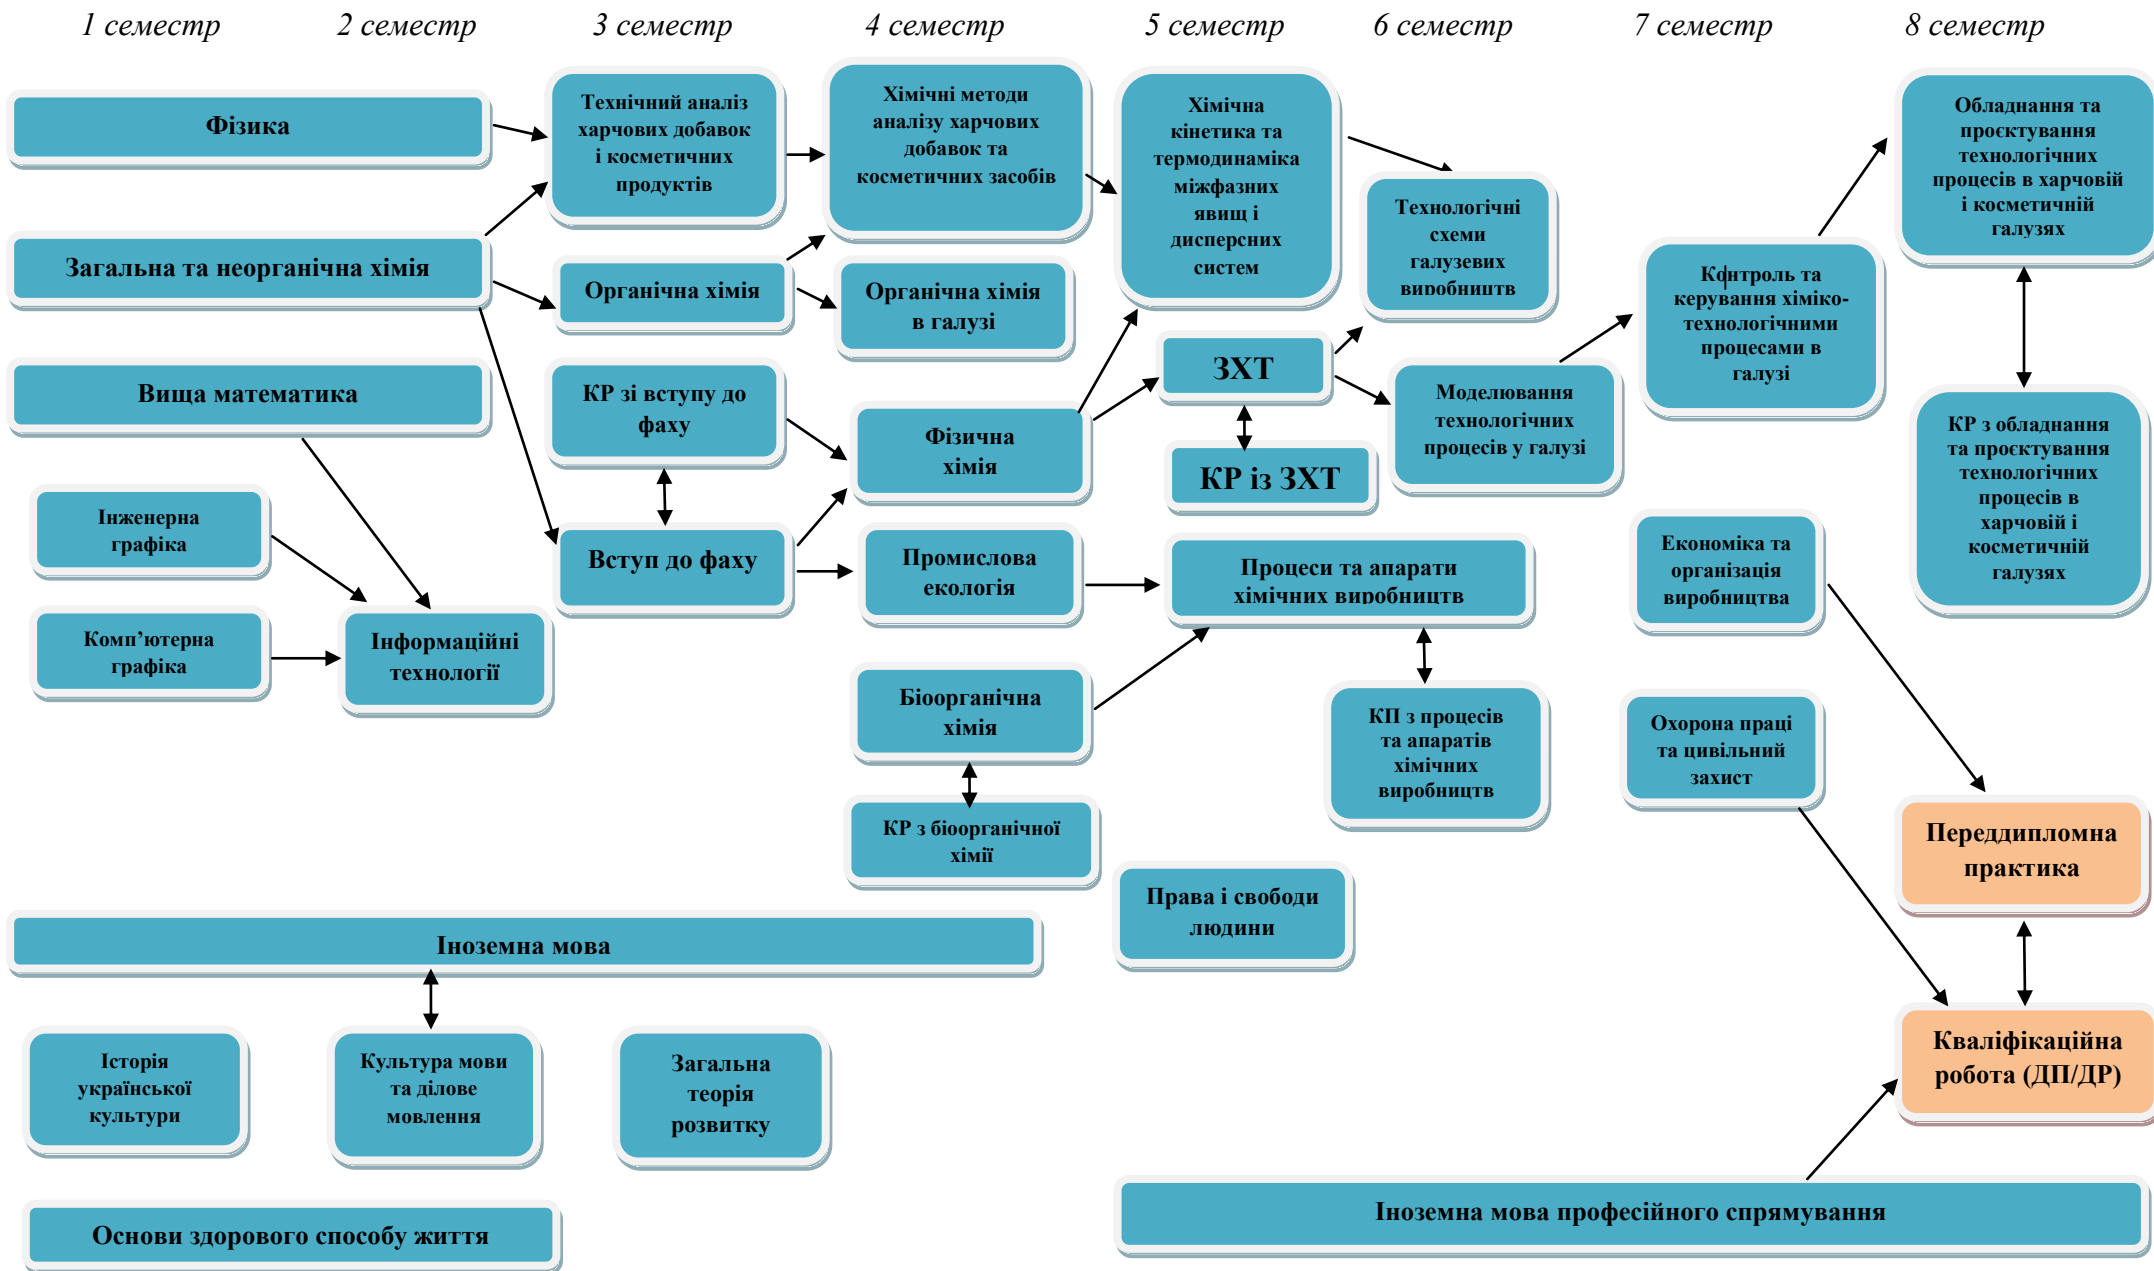 1 семестр
2 семестр
3 семестр
4 семестр
5 семестр
6 семестр
7 семестр
8 семестр
Фізика
Загальна та неорганічна хімія
Вища математика
Інженерна
графіка
Комп’ютерна
графіка
Інформаційні
технології
Технічний аналіз
харчових добавок
і косметичних
продуктів
Органічна хімія
КР зі вступу до
фаху
Вступ до фаху
Хімічні методи
аналізу харчових
добавок та
косметичних засобів
Органічна хімія
в галузі
Фізична
хімія
Промислова
екологія
Біоорганічна
хімія
КР з біоорганічної
хімії
Хімічна
кінетика та
термодинаміка
міжфазних
явищ і
дисперсних
систем
ЗХТ
КР із ЗХТ
Процеси та апарати
хімічних виробництв
Технологічні
схеми
галузевих
виробництв
Моделювання
технологічних
процесів у галузі
КП з процесів
та апаратів
хімічних
виробництв
Права і свободи
людини
Контроль та
керування хіміко-
технологічними
процесами в
галузі
Економіка та
організація
виробництва
Охорона праці
та цивільний
захист
Обладнання та
проєктування
технологічних
процесів в харчовій
і косметичній
галузях
КР з обладнання
та проєктування
технологічних
процесів в
харчовій і
косметичній
галузях
Переддипломна
практика
Кваліфікаційна
робота (ДП/ДР)
Іноземна мова
Історія
української
культури
Культура мови
та ділове
мовлення
Загальна
теорія
розвитку
Основи здорового способу життя
Іноземна мова професійного спрямування